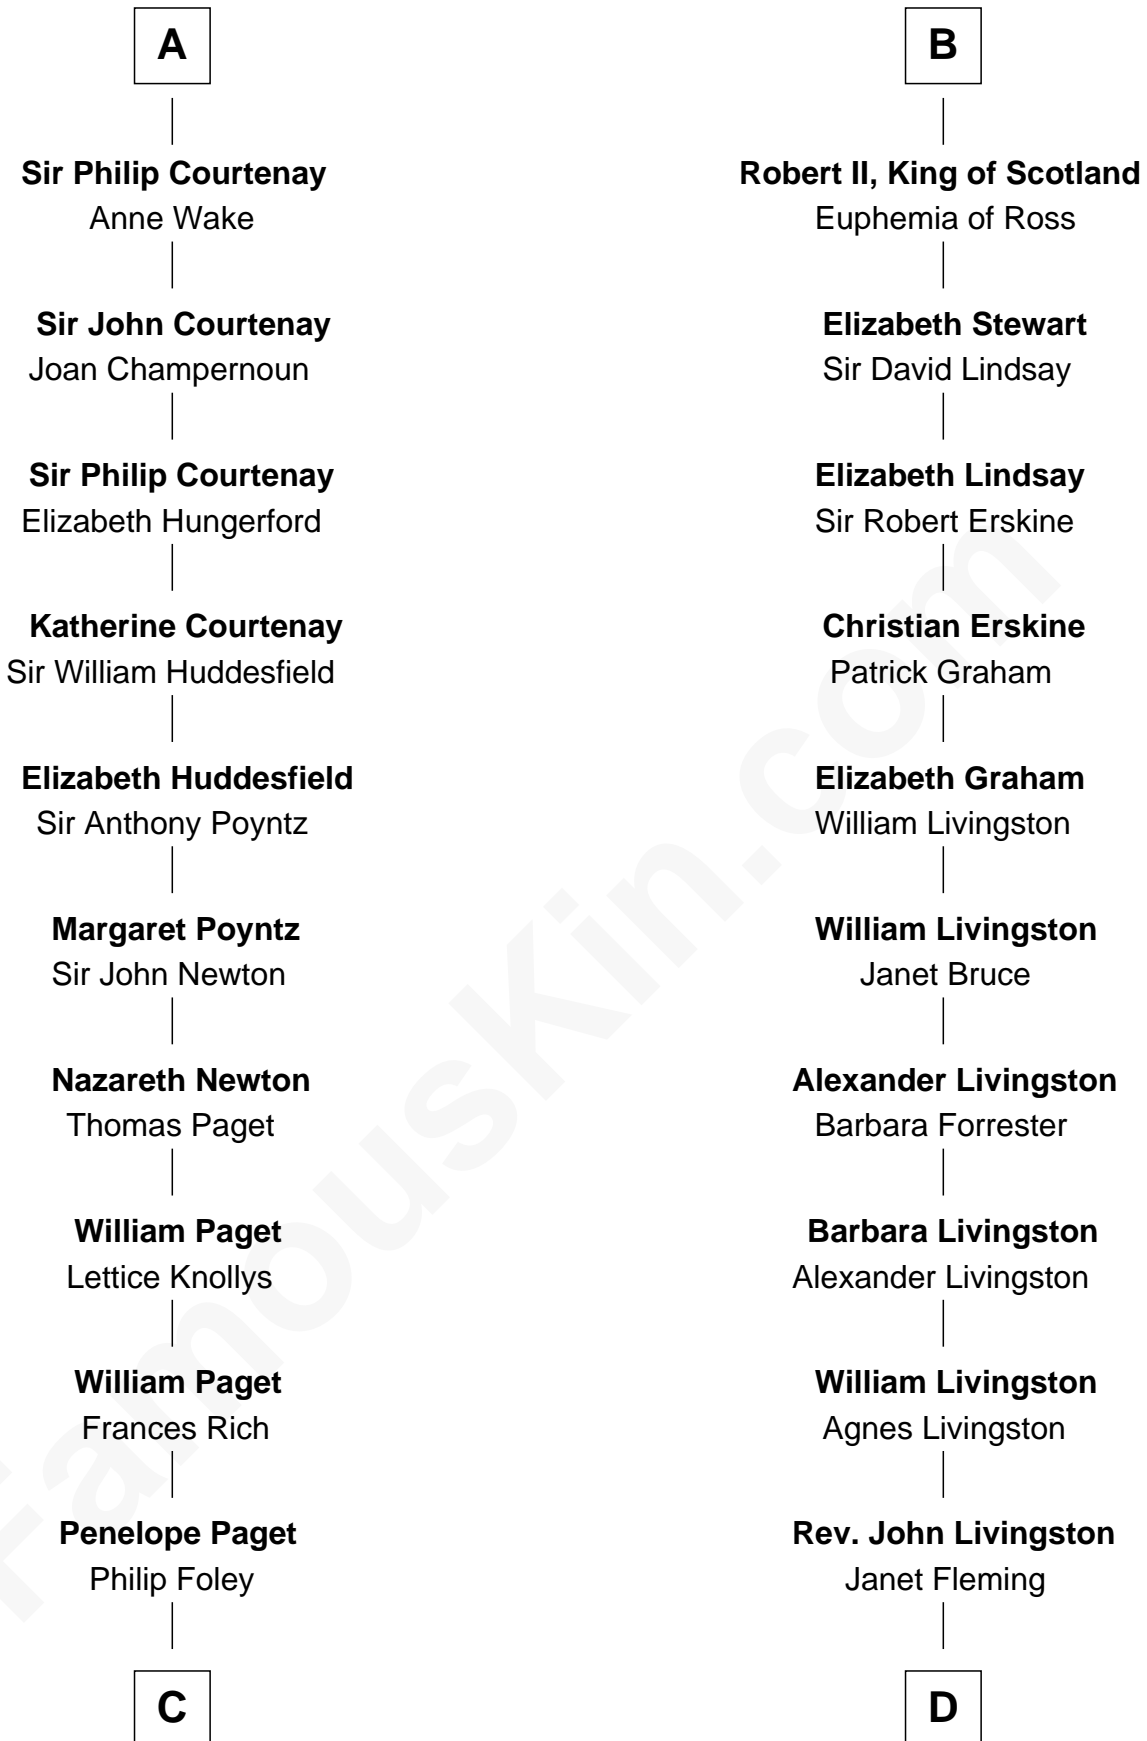 A
Sir Philip Courtenay
Anne Wake
Sir John Courtenay
Joan Champernoun
Sir Philip Courtenay
Elizabeth Hungerford
Katherine Courtenay
Sir William Huddesfield
Elizabeth Huddesfield
Sir Anthony Poyntz
Margaret Poyntz
Sir John Newton
Nazareth Newton
Thomas Paget
William Paget
Lettice Knollys
William Paget
Frances Rich
Penelope Paget
Philip Foley
C
B
Robert II, King of Scotland
Euphemia of Ross
Elizabeth Stewart
Sir David Lindsay
Elizabeth Lindsay
Sir Robert Erskine
Christian Erskine
Patrick Graham
Elizabeth Graham
William Livingston
William Livingston
Janet Bruce
Alexander Livingston
Barbara Forrester
Barbara Livingston
Alexander Livingston
William Livingston
Agnes Livingston
Rev. John Livingston
Janet Fleming
D
FamousKin.com